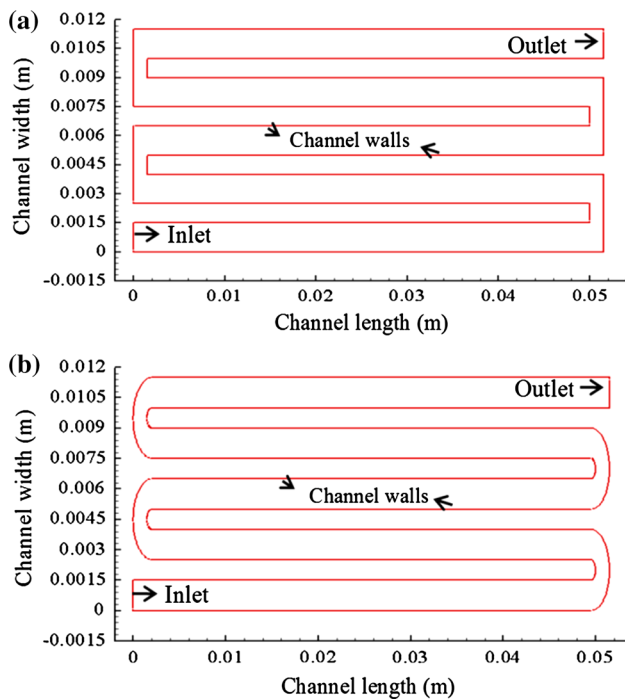 (a)
Channel width (m)
0.012
0.0105
0.009
0.0075
0.006
0.0045
0.003
0.0015
0
-0.0015
Outlet
Channel walls
Inlet
0 0.01 0.02 0.03 0.04 0.05
Channel length (m)
(b)
Channel width (m)
0.012
0.0105
0.009
0.0075
0.006
0.0045
0.003
0.0015
0
-0.0015
Outlet
Channel walls
Inlet
0 0.01 0.02 0.03 0.04 0.05
Channel length (m)